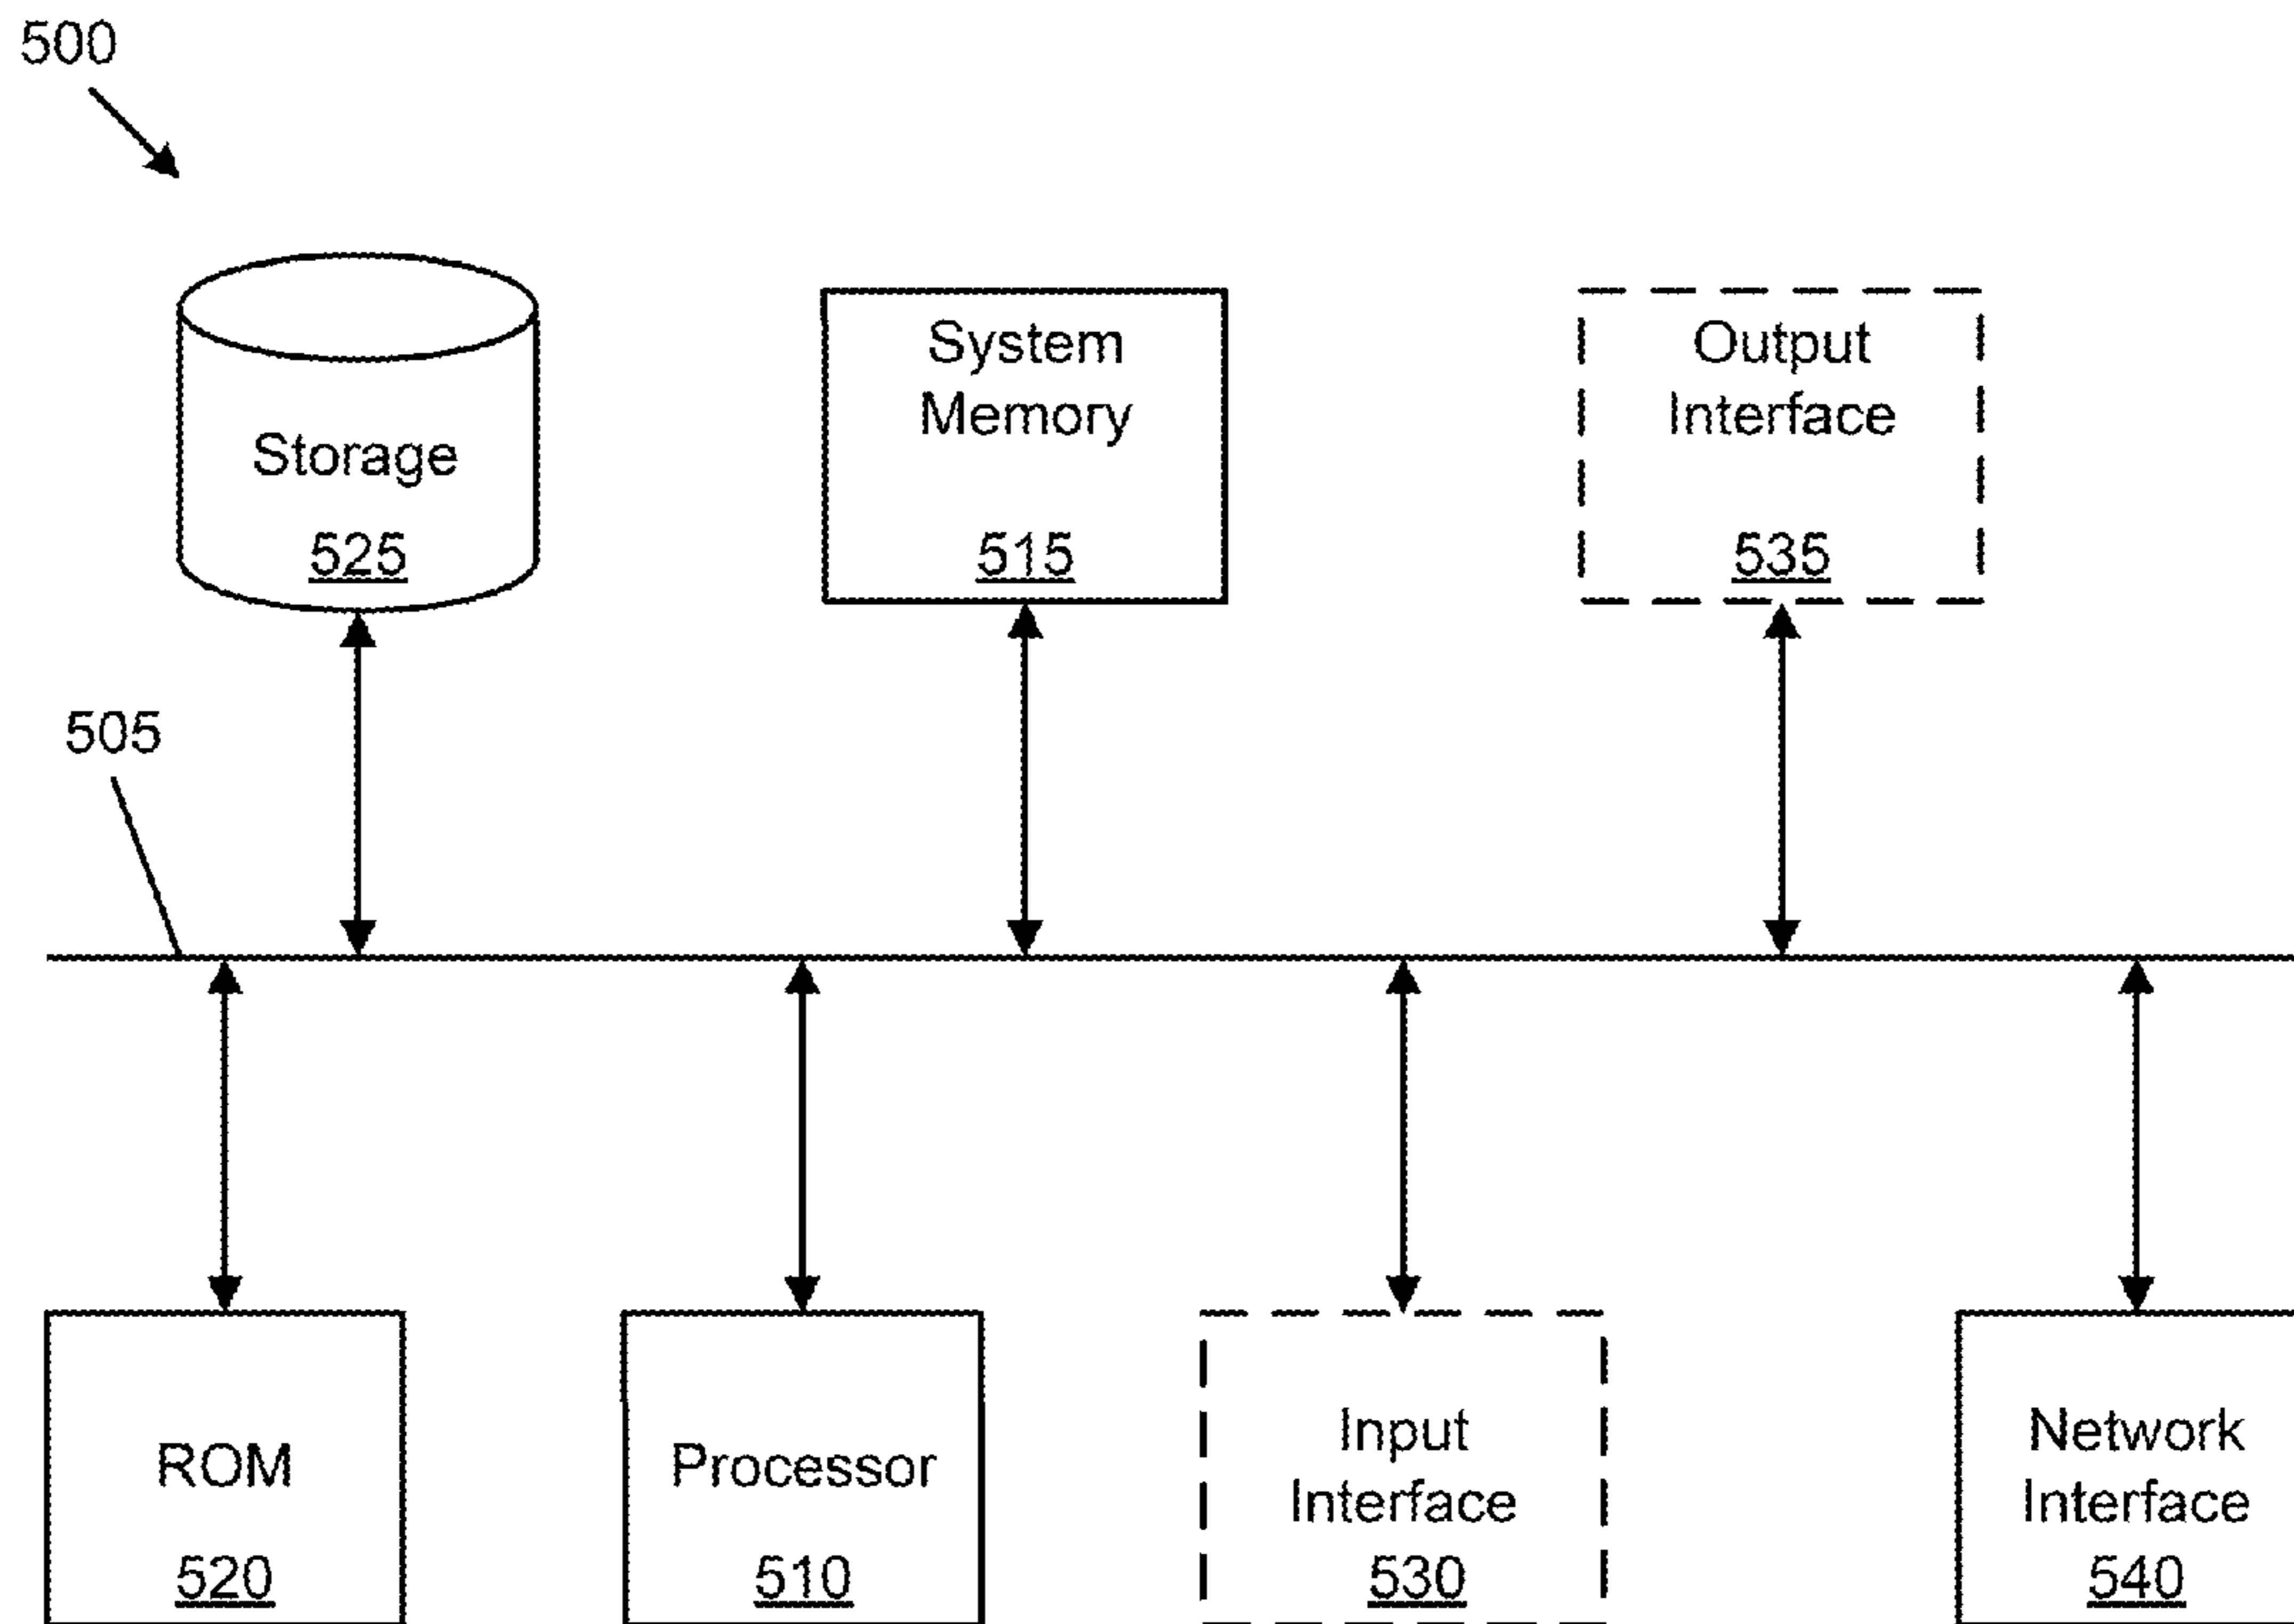 500
Storage
525
System
Memory
515
Output
Interface
535
505
ROM
520
Processor
510
Input
Interface
530
Network
Interface
540